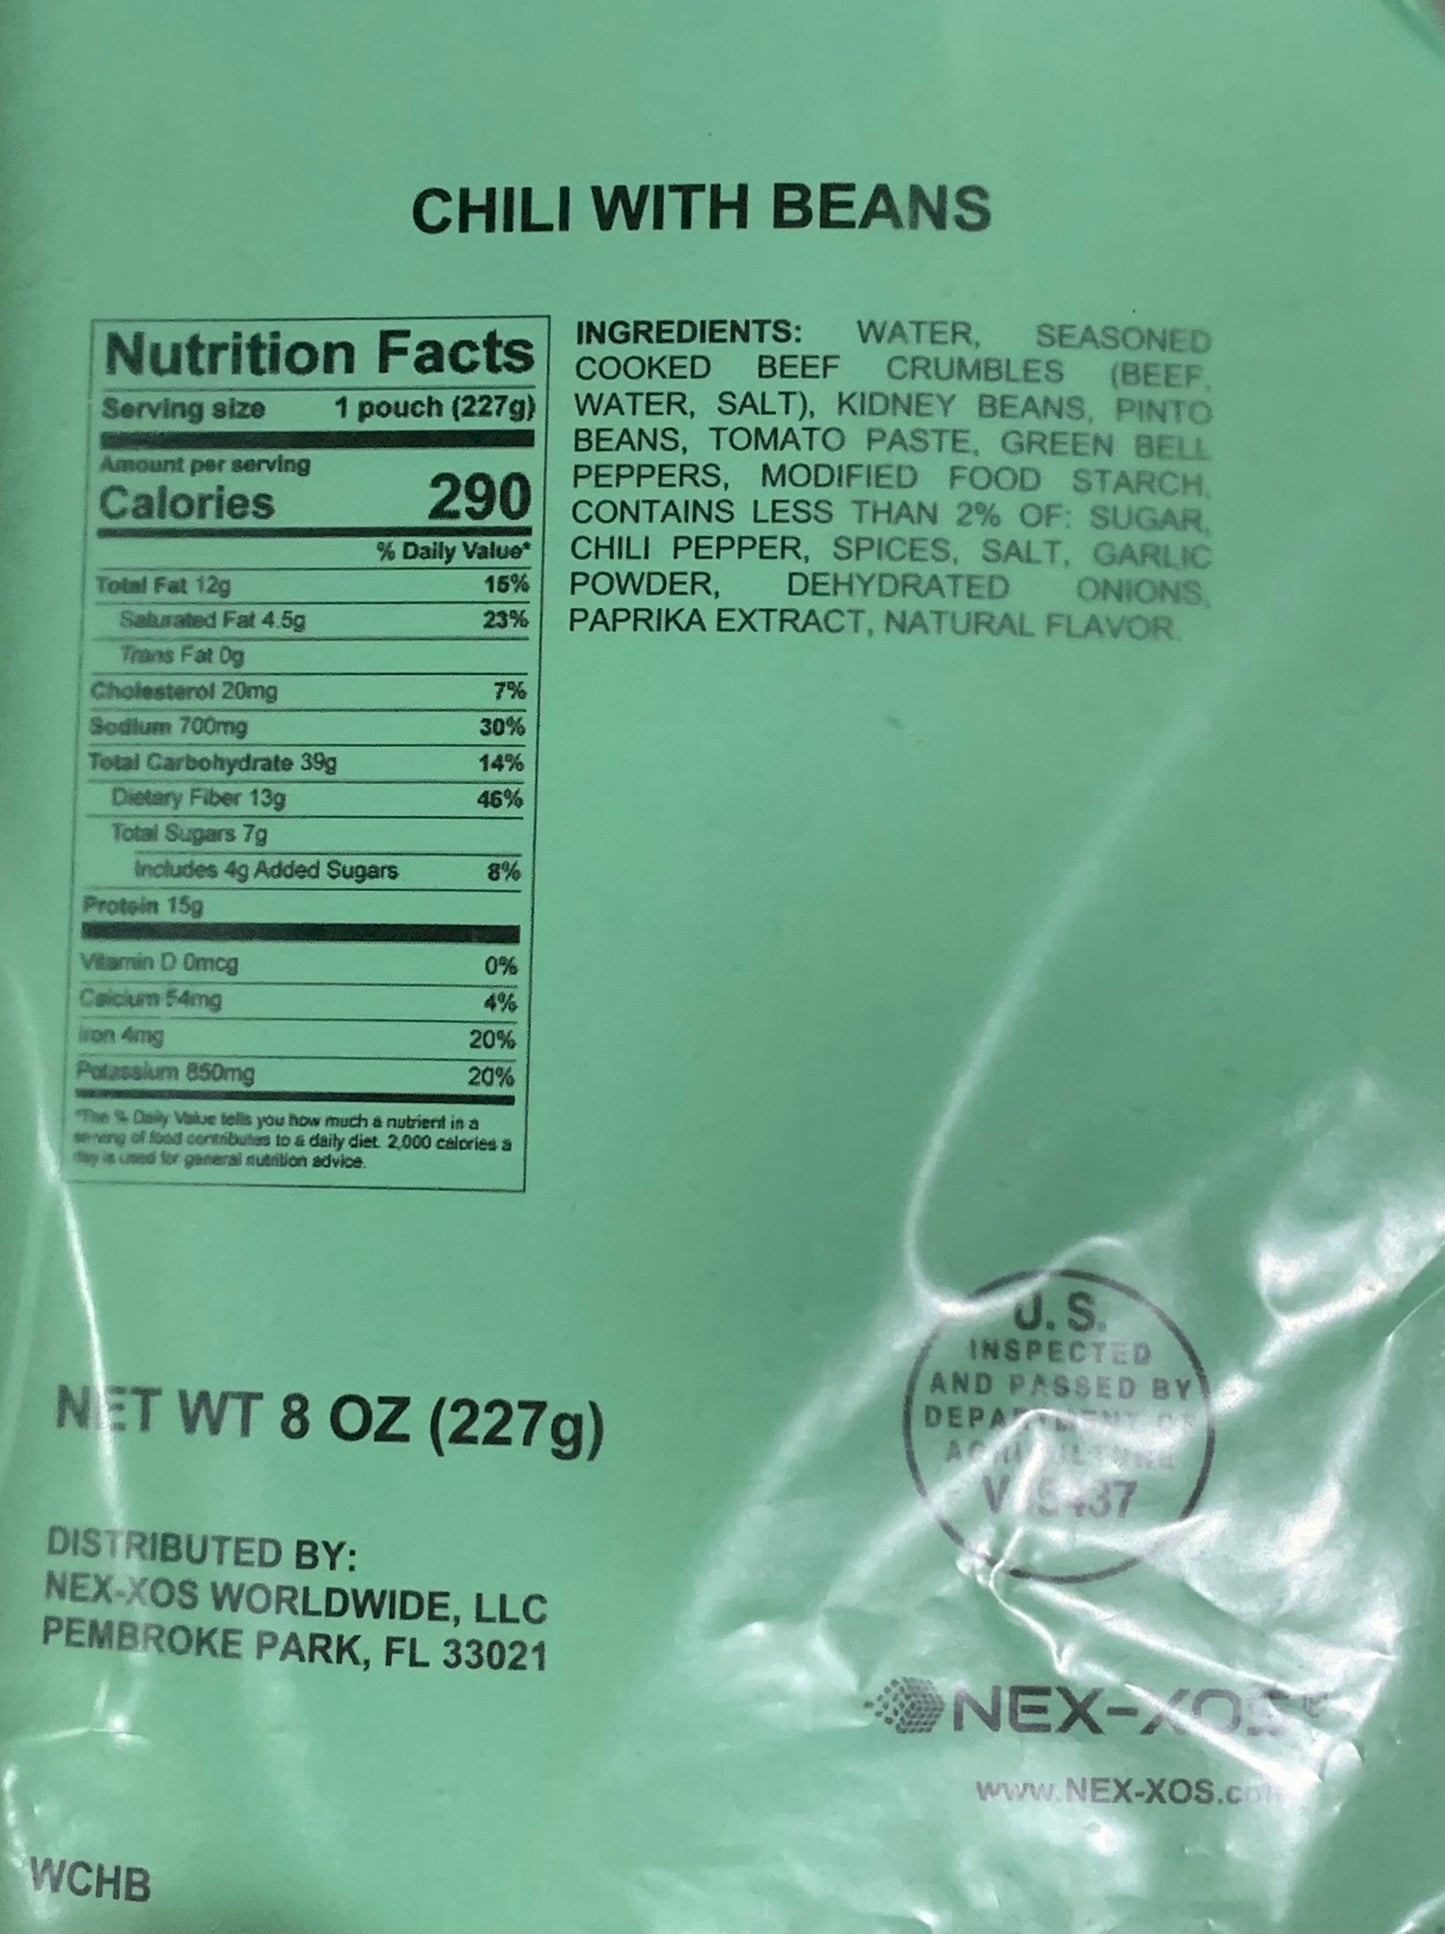 CHILI WITH BEANS
Nutrition Facts
Serving size 1 pouch (227g)
Amount per serving
Calories 290
% Daily Value*
Total Fat 12g 15%
Saturated Fat 4.5g 23%
Trans Fat 0g
Cholesterol 20mg 7%
Sodium 700mg 30%
Total Carbohydrate 39g 14%
Dietary Fiber 13g 46%
Total Sugars 7g
Includes 4g Added Sugars 8%
Protein 15g
Vitamin D 0mcg 0%
Calcium 54mg 4%
Iron 4mg 20%
Potassium 850mg 20%
*The % Daily Value tells you how much a nutrient in a
serving of food contributes to a daily diet. 2,000 calories a
day is used for general nutrition advice.
INGREDIENTS: WATER, SEASONED
COOKED BEEF CRUMBLES (BEEF,
WATER, SALT), KIDNEY BEANS, PINTO
BEANS, TOMATO PASTE, GREEN BELL
PEPPERS, MODIFIED FOOD STARCH,
CONTAINS LESS THAN 2% OF: SUGAR,
CHILI PEPPER, SPICES, SALT, GARLIC
POWDER, DEHYDRATED ONIONS,
PAPRIKA EXTRACT, NATURAL FLAVOR.
NET WT 8 OZ (227g)
DISTRIBUTED BY:
NEX-XOS WORLDWIDE, LLC
PEMBROKE PARK, FL 33021
WCHB
U.S.
INSPECTED
AND PASSED BY
DEPARTMENT OF
AGRICULTURE
NEX-XOS®
www.NEX-XOS.com